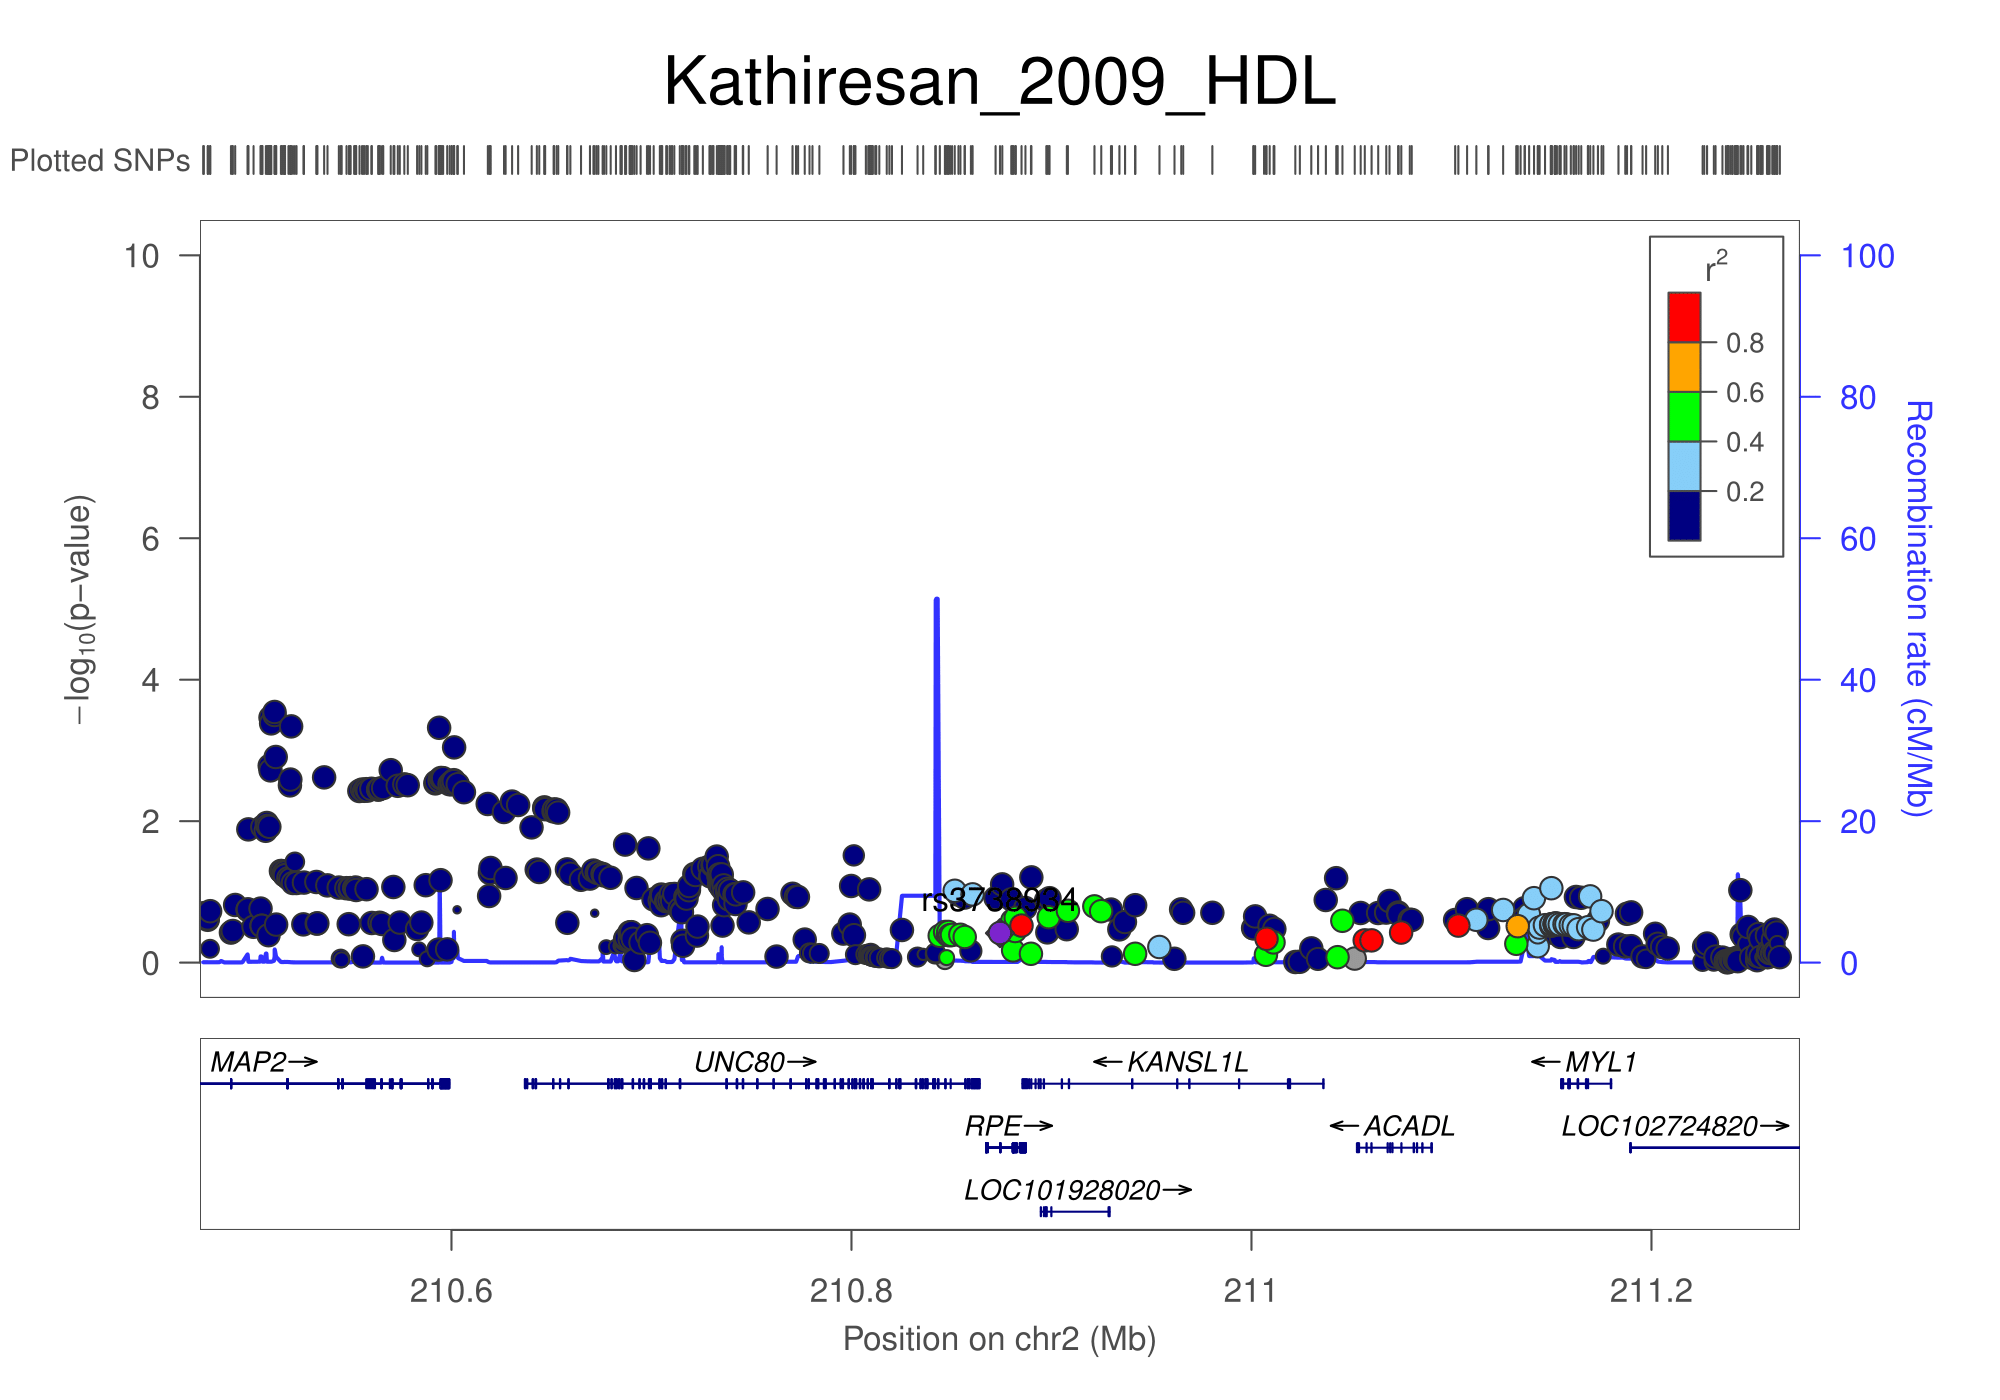 Kathiresan_2009_HDL
Plotted SNPs
10
8
6
4
2
0
−log10(p−value)
100
80
60
40
20
0
Recombination rate (cM/Mb)
r2
0.8
0.6
0.4
0.2
rs3738934
MAP2→ UNC80→ ←KANSL1L ←MYL1
RPE→ ←ACADL LOC102724820→
LOC101928020→
210.6 210.8 211 211.2
Position on chr2 (Mb)